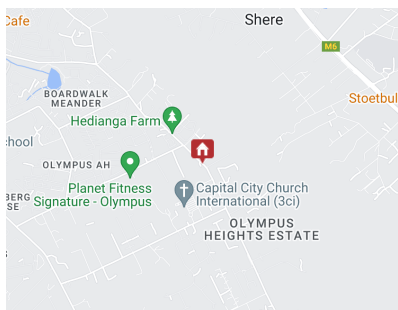 Cafe
Shere
M6
BOARDWALK
MEANDER
Stoetbul
Hedianga Farm
chool
OLYMPUS AH
Planet Fitness
Signature - Olympus
Capital City Church
International (3ci)
BERG
SE
OLYMPUS
HEIGHTS ESTATE